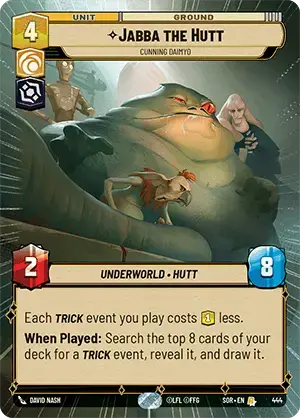 UNIT GROUND
4
JABBA THE HUTT
CUNNING DAIMYO
2
8
UNDERWORLD • HUTT
Each TRICK event you play costs 1 less.
When Played: Search the top 8 cards of your
deck for a TRICK event, reveal it, and draw it.
DAVID NASH ©LFL ©FFG SOR • EN R 444